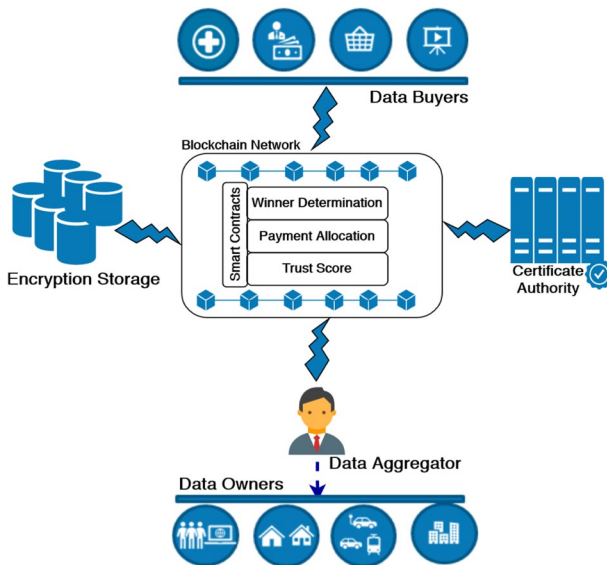 Data Buyers
Blockchain Network
Smart Contracts
Winner Determination
Payment Allocation
Trust Score
Encryption Storage
Certificate
Authority
Data Aggregator
Data Owners